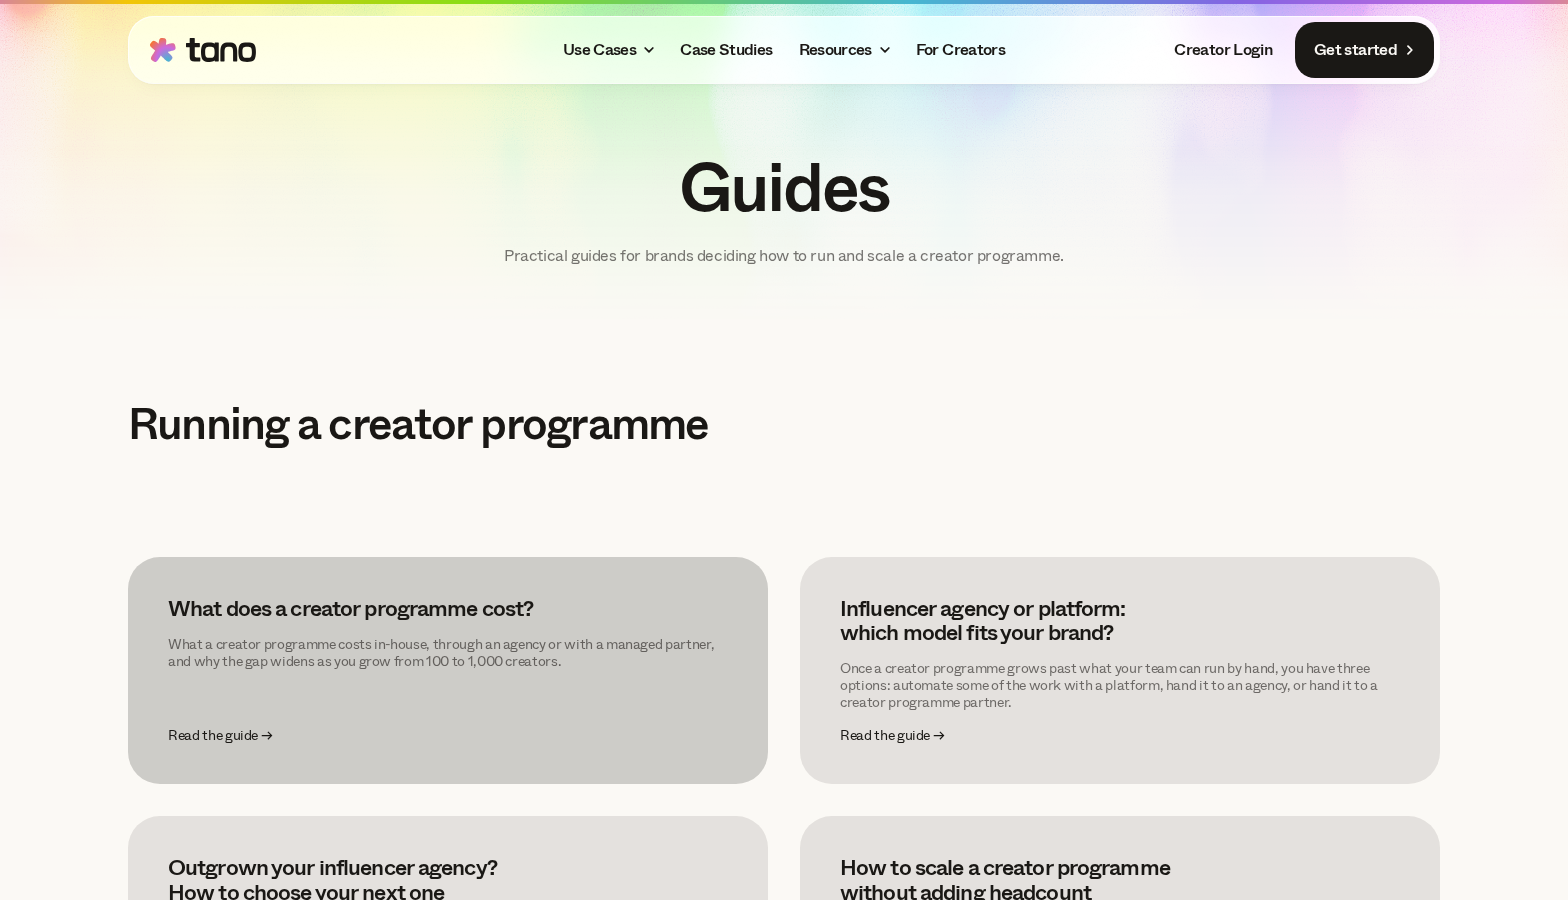 tano
Use Cases
Case Studies
Resources
For Creators
Creator Login
Get started
Guides
Practical guides for brands deciding how to run and scale a creator programme.
Running a creator programme
What does a creator programme cost?
What a creator programme costs in-house, through an agency or with a managed partner,
and why the gap widens as you grow from 100 to 1,000 creators.
Read the guide →
Influencer agency or platform:
which model fits your brand?
Once a creator programme grows past what your team can run by hand, you have three
options: automate some of the work with a platform, hand it to an agency, or hand it to a
creator programme partner.
Read the guide →
Outgrown your influencer agency?
How to choose your next one
How to scale a creator programme
without adding headcount